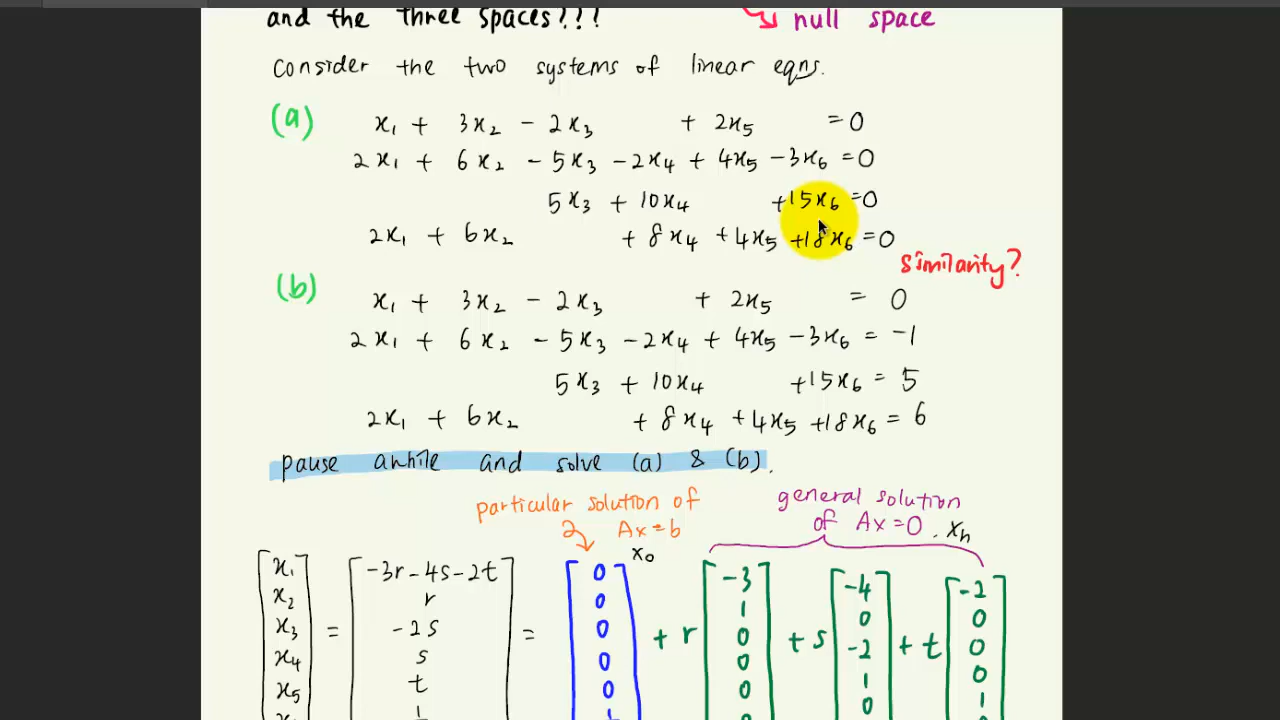 and the three spaces???
null space
Consider the two systems of linear eqns.
(a)
x₁ + 3x₂ - 2x₃ + 2x₅ = 0
2x₁ + 6x₂ - 5x₃ - 2x₄ + 4x₅ - 3x₆ = 0
5x₃ + 10x₄ + 15x₆ = 0
2x₁ + 6x₂ + 8x₄ + 4x₅ + 18x₆ = 0
similarity?
(b)
x₁ + 3x₂ - 2x₃ + 2x₅ = 0
2x₁ + 6x₂ - 5x₃ - 2x₄ + 4x₅ - 3x₆ = -1
5x₃ + 10x₄ + 15x₆ = 5
2x₁ + 6x₂ + 8x₄ + 4x₅ + 18x₆ = 6
pause awhile and solve (a) & (b).
particular solution of
Ax = b
x₀
general solution
of Ax = 0. xₕ
x₁ -3r - 4s - 2t 0 -3 -4 -2
x₂ r 0 1 0 0
x₃ = -2s = 0 + r 0 + s -2 + t 0
x₄ s 0 0 1 0
x₅ t 0 0 0 1